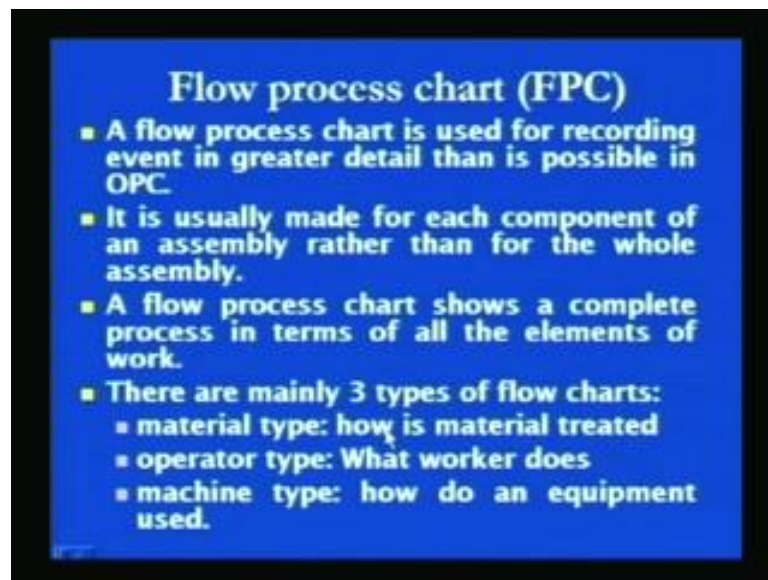 Flow process chart (FPC)
A flow process chart is used for recording
event in greater detail than is possible in
OPC.
It is usually made for each component of
an assembly rather than for the whole
assembly.
A flow process chart shows a complete
process in terms of all the elements of
work.
There are mainly 3 types of flow charts:
material type: how is material treated
operator type: What worker does
machine type: how do an equipment
used.